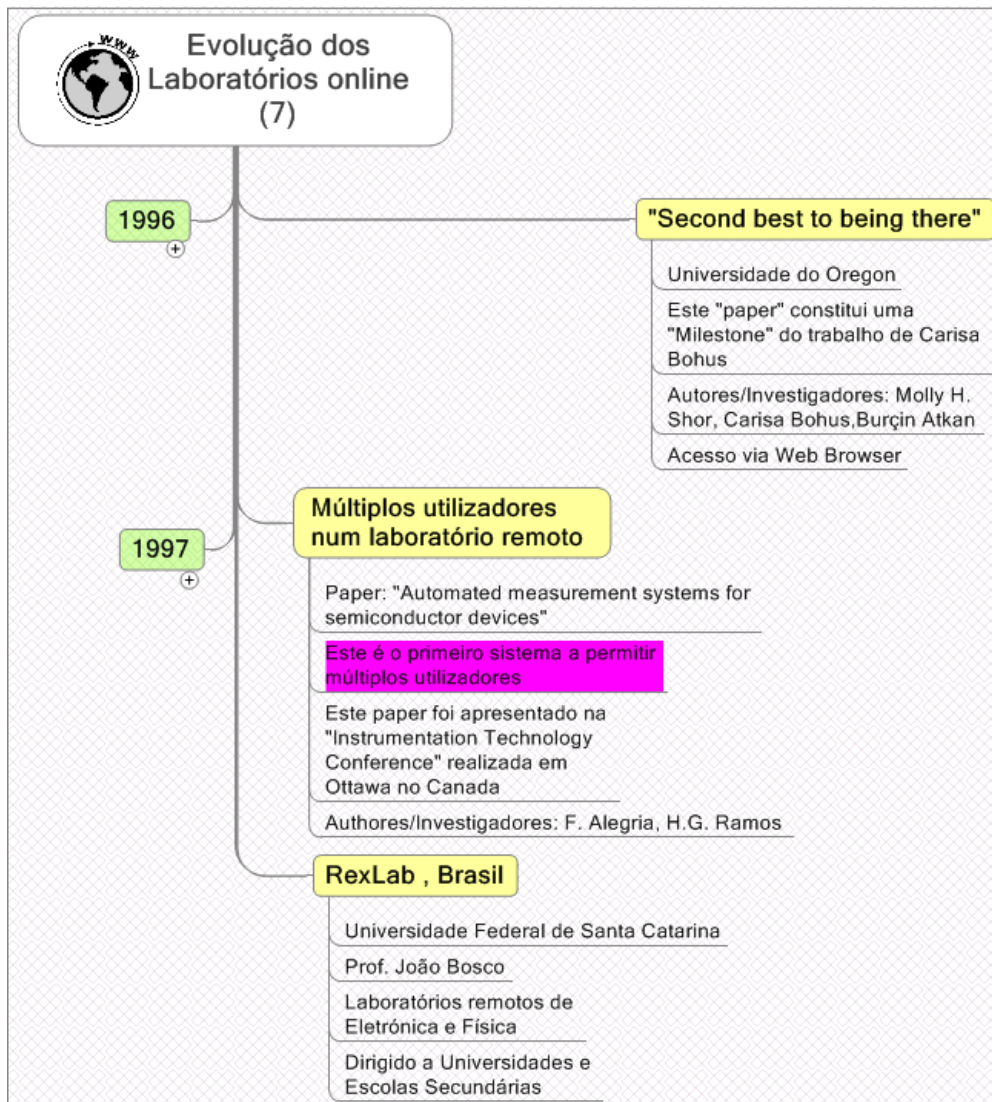 www
Evolução dos
Laboratórios online
(7)
1996
"Second best to being there"
Universidade do Oregon
Este "paper" constitui uma
"Milestone" do trabalho de Carisa
Bohus
Autores/Investigadores: Molly H.
Shor, Carisa Bohus,Burçin Atkan
Acesso via Web Browser
1997
Múltiplos utilizadores
num laboratório remoto
Paper: "Automated measurement systems for
semiconductor devices"
Este é o primeiro sistema a permitir
múltiplos utilizadores
Este paper foi apresentado na
"Instrumentation Technology
Conference" realizada em
Ottawa no Canada
Authores/Investigadores: F. Alegria, H.G. Ramos
RexLab , Brasil
Universidade Federal de Santa Catarina
Prof. João Bosco
Laboratórios remotos de
Eletrónica e Física
Dirigido a Universidades e
Escolas Secundárias